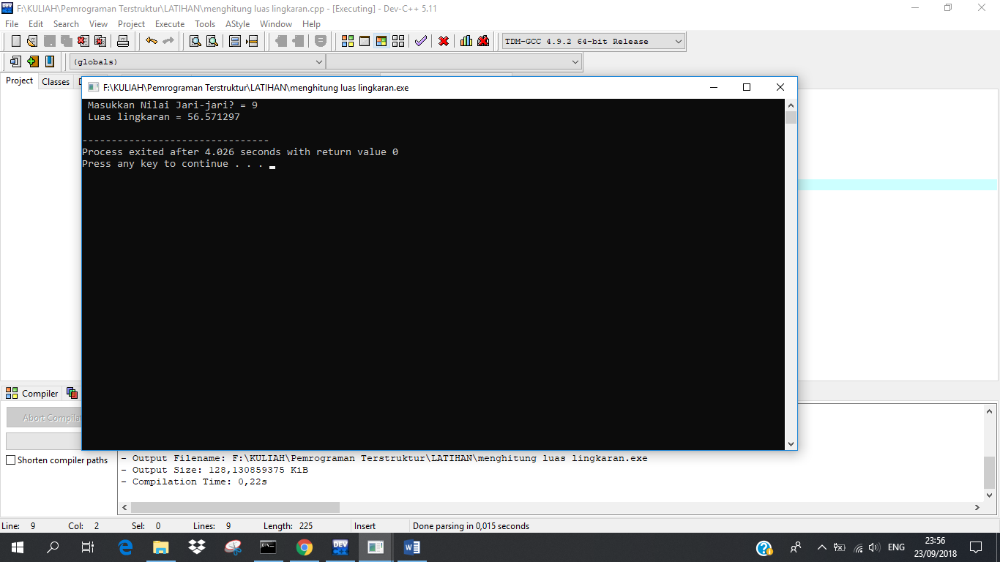 F:\KULIAH\Pemrograman Terstruktur\LATIHAN\menghitung luas lingkaran.cpp - [Executing] - Dev-C++ 5.11
File Edit Search View Project Execute Tools AStyle Window Help
TDM-GCC 4.9.2 64-bit Release
(globals)
Project Classes
F:\KULIAH\Pemrograman Terstruktur\LATIHAN\menghitung luas lingkaran.exe
Masukkan Nilai Jari-jari? = 9
Luas lingkaran = 56.571297
--------------------------------
Process exited after 4.026 seconds with return value 0
Press any key to continue . . .
Compiler
Abort
Shorten compiler paths
- Output Filename: F:\KULIAH\Pemrograman Terstruktur\LATIHAN\menghitung luas lingkaran.exe
- Output Size: 128,130859375 KiB
- Compilation Time: 0,22s
Line: 9 Col: 2 Sel: 0 Lines: 9 Length: 225 Insert Done parsing in 0,015 seconds
ENG
23:56
23/09/2018